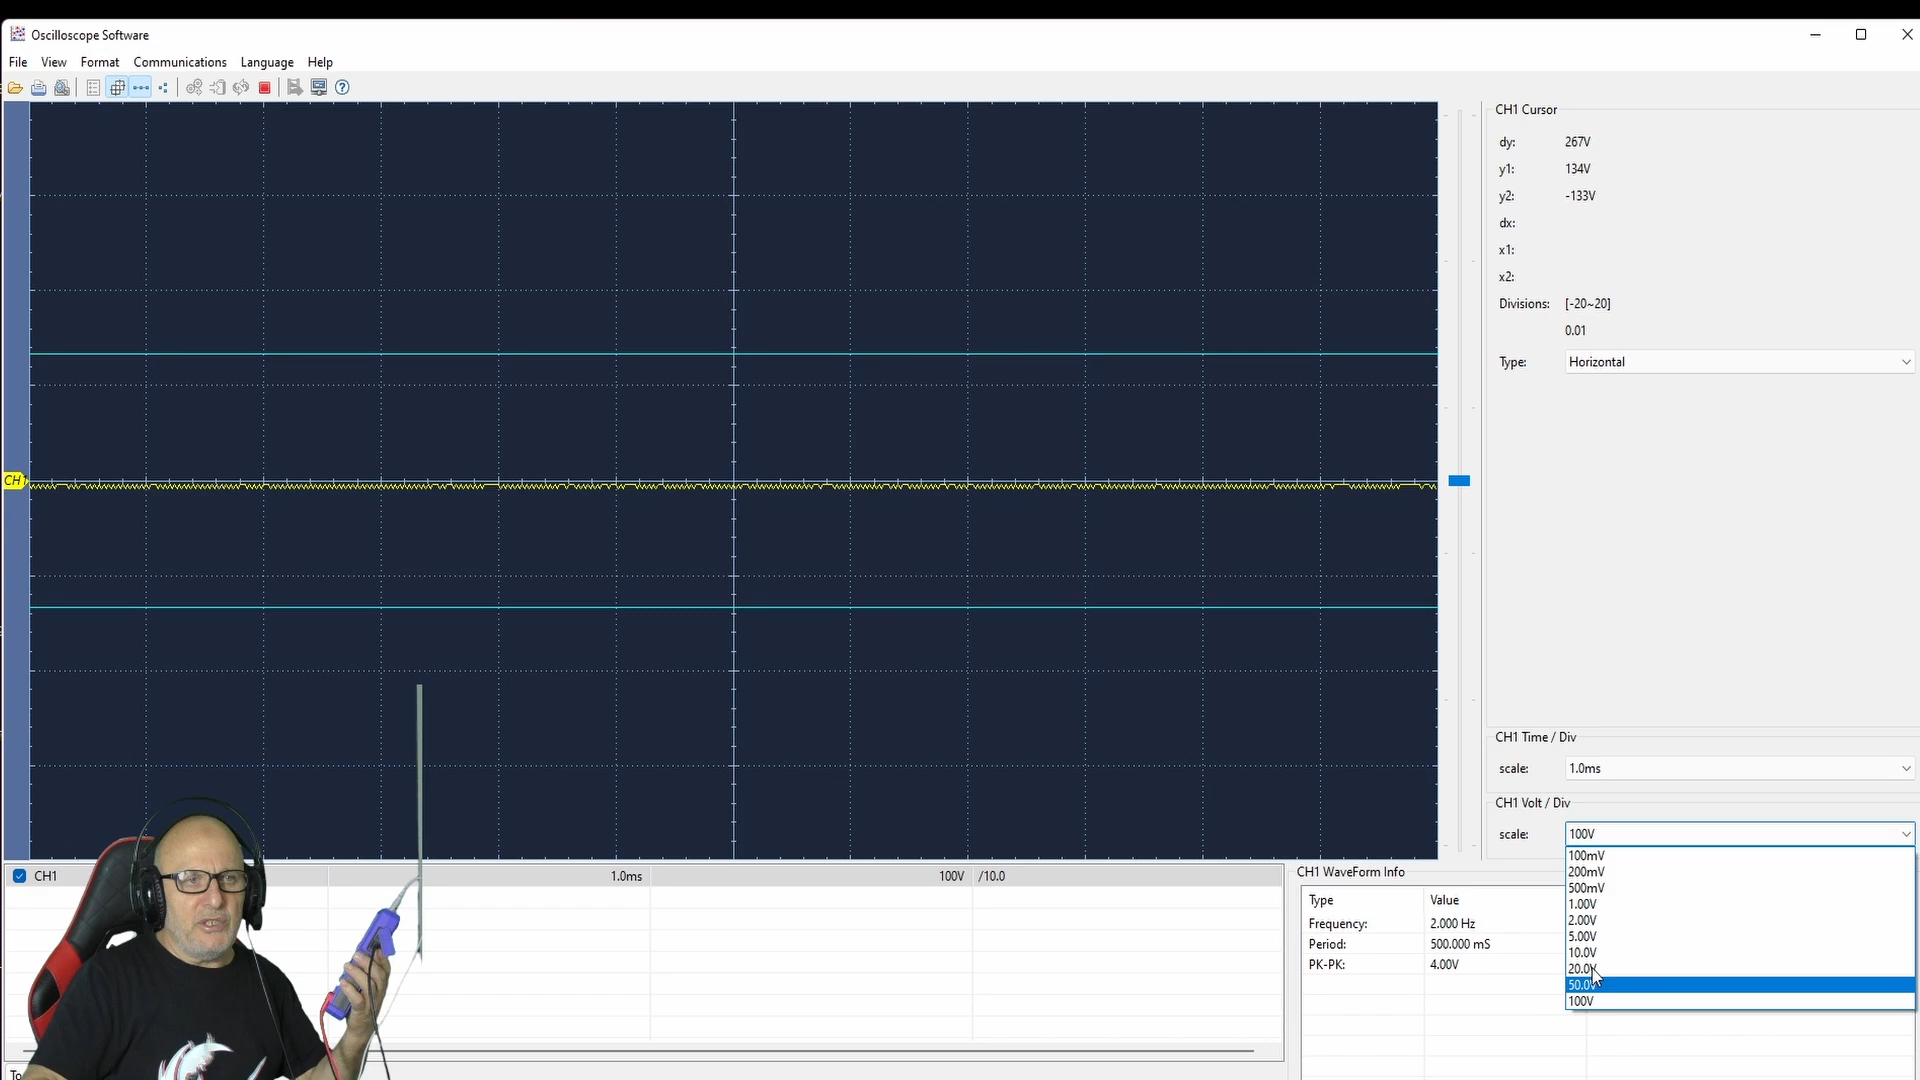 Oscilloscope Software
File View Format Communications Language Help
CH1 Cursor
dy: 267V
y1: 134V
y2: -133V
dx:
x1:
x2:
Divisions: [-20~20]
0.01
Type: Horizontal
CH1
CH1 Time / Div
scale: 1.0ms
CH1 Volt / Div
scale: 100V
100mV
200mV
500mV
1.00V
2.00V
5.00V
10.0V
20.0V
50.0V
100V
CH1 1.0ms 100V /10.0
CH1 WaveForm Info
Type Value
Frequency: 2.000 Hz
Period: 500.000 mS
PK-PK: 4.00V